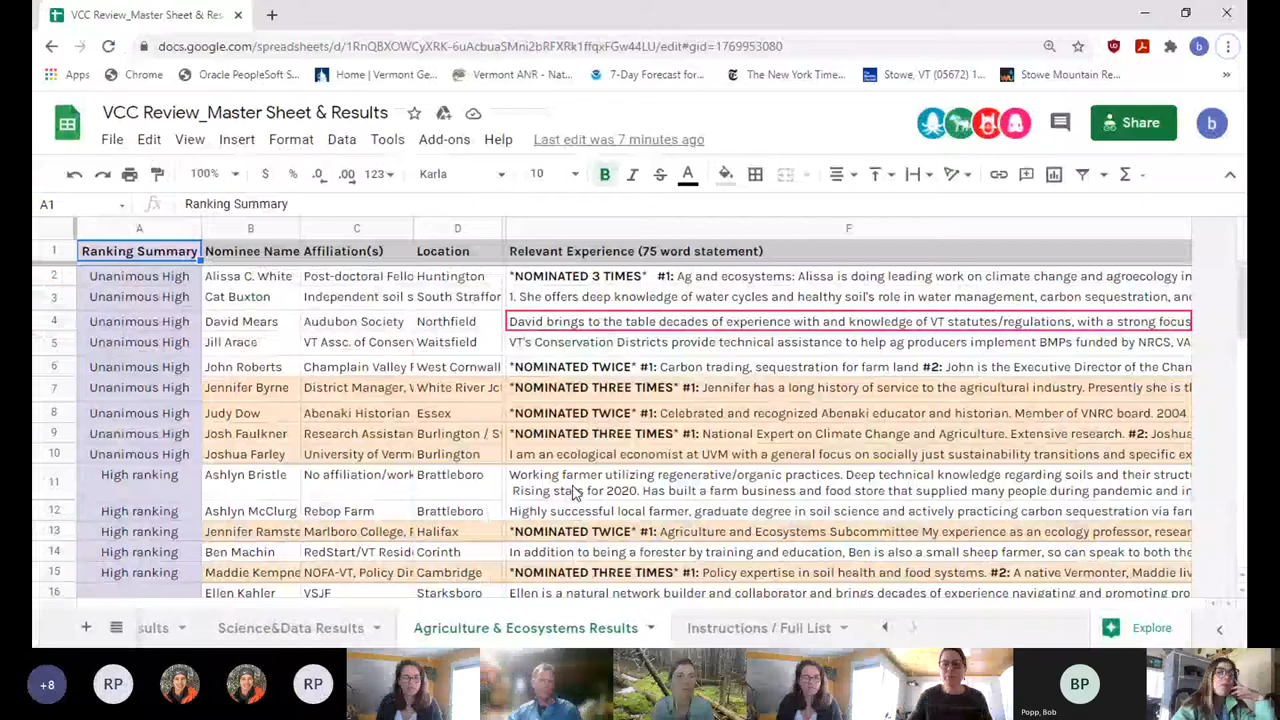 VCC Review_Master Sheet & Res
docs.google.com/spreadsheets/d/1RnQBXOWCyXRK-6uAcbuaSMni2bRFXRk1ffqxFGw44LU/edit#gid=1769953080
Apps Chrome Oracle PeopleSoft S... Home | Vermont Ge... Vermont ANR - Nat... 7-Day Forecast for... The New York Time... Stowe, VT (05672) 1... Stowe Mountain Re... »
VCC Review_Master Sheet & Results
Share b
File Edit View Insert Format Data Tools Add-ons Help Last edit was 7 minutes ago
100% $ % .0 .00 123 Karla 10 B I S A
A1 fx Ranking Summary
A B C D F
1 Ranking Summary Nominee Name Affiliation(s) Location Relevant Experience (75 word statement)
2 Unanimous High Alissa C. White Post-doctoral Fello Huntington *NOMINATED 3 TIMES* #1: Ag and ecosystems: Alissa is doing leading work on climate change and agroecology in
3 Unanimous High Cat Buxton Independent soil s South Straffor 1. She offers deep knowledge of water cycles and healthy soil's role in water management, carbon sequestration, and
4 Unanimous High David Mears Audubon Society Northfield David brings to the table decades of experience with and knowledge of VT statutes/regulations, with a strong focus
5 Unanimous High Jill Arace VT Assc. of Conser Waitsfield VT's Conservation Districts provide technical assistance to help ag producers implement BMPs funded by NRCS, VA
6 Unanimous High John Roberts Champlain Valley F West Cornwall *NOMINATED TWICE* #1: Carbon trading, sequestration for farm land #2: John is the Executive Director of the Chan
7 Unanimous High Jennifer Byrne District Manager, White River Jc *NOMINATED THREE TIMES* #1: Jennifer has a long history of service to the agricultural industry. Presently she is th
8 Unanimous High Judy Dow Abenaki Historian Essex *NOMINATED TWICE* #1: Celebrated and recognized Abenaki educator and historian. Member of VNRC board. 2004
9 Unanimous High Josh Faulkner Research Assistan Burlington / S *NOMINATED THREE TIMES* #1: National Expert on Climate Change and Agriculture. Extensive research. #2: Joshua
10 Unanimous High Joshua Farley University of Verm Burlington I am an ecological economist at UVM with a general focus on socially just sustainability transitions and specific ex
11 High ranking Ashlyn Bristle No affiliation/work Brattleboro Working farmer utilizing regenerative/organic practices. Deep technical knowledge regarding soils and their struct
Rising stars for 2020. Has built a farm business and food store that supplied many people during pandemic and in
12 High ranking Ashlyn McClurg Rebop Farm Brattleboro Highly successful local farmer, graduate degree in soil science and actively practicing carbon sequestration via far
13 High ranking Jennifer Ramste Marlboro College, F Halifax *NOMINATED TWICE* #1: Agriculture and Ecosystems Subcommittee My experience as an ecology professor, resear
14 High ranking Ben Machin RedStart/VT Resid Corinth In addition to being a forester by training and education, Ben is also a small sheep farmer, so can speak to both the
15 High ranking Maddie Kempne NOFA-VT, Policy Dir Cambridge *NOMINATED THREE TIMES* #1: Policy expertise in soil health and food systems. #2: A native Vermonter, Maddie liv
16 Ellen Kahler VSJF Starksboro Ellen is a natural network builder and collaborator and brings decades of experience navigating and promoting pro
sults Science&Data Results Agriculture & Ecosystems Results Instructions / Full List Explore
+8 RP RP BP
Popp, Bob